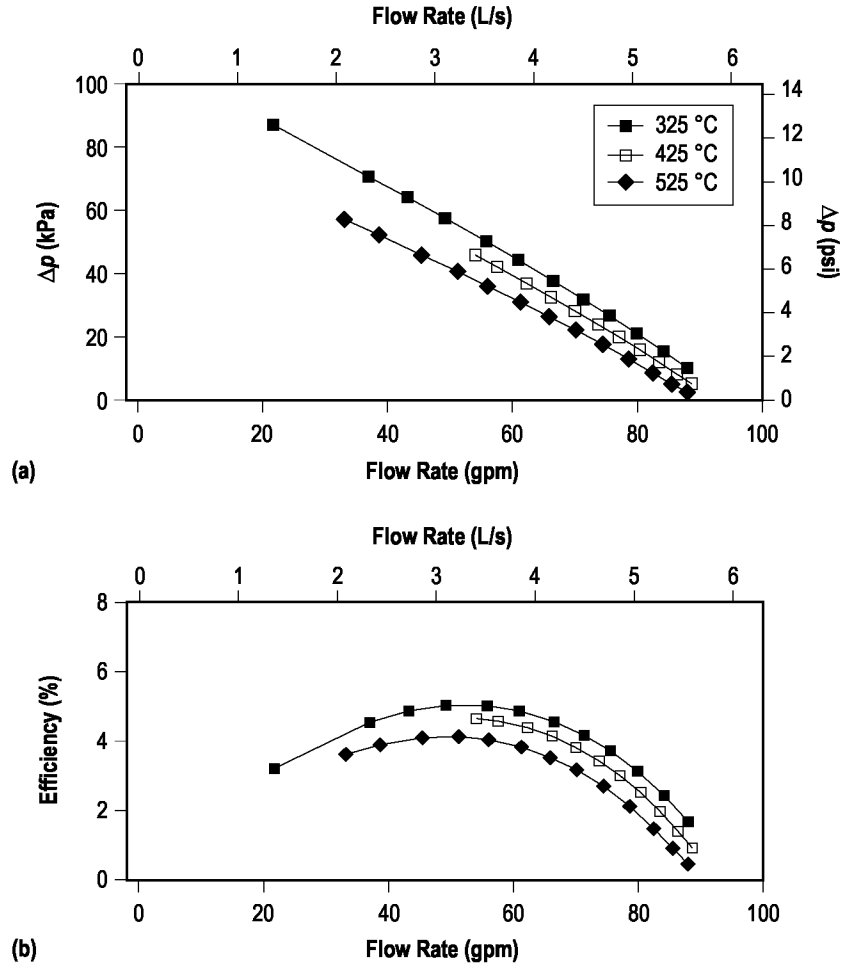 Flow Rate (L/s)
0 1 2 3 4 5 6
100 14
80 12
60 10
40 8
20 6
0 4
2
0
Δp (kPa)
Δp (psi)
325 °C
425 °C
525 °C
0 20 40 60 80 100
(a) Flow Rate (gpm)
Flow Rate (L/s)
0 1 2 3 4 5 6
8
6
4
2
0
Efficiency (%)
0 20 40 60 80 100
(b) Flow Rate (gpm)